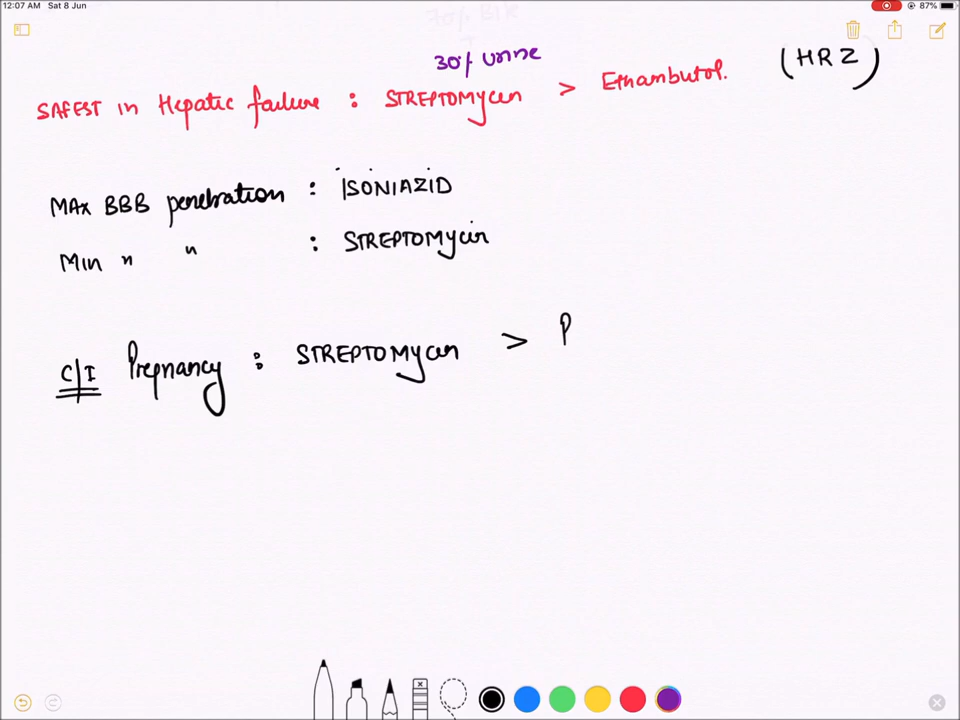 12:07 AM Sat 8 Jun 87%
30% urine
SAFEST in Hepatic failure : STREPTOMycin > Ethambutol. (HRZ)
MAx BBB penetration : ISONIAZID
Min " " : STREPTOMycin
C/I Pregnancy : STREPTOMycin > P